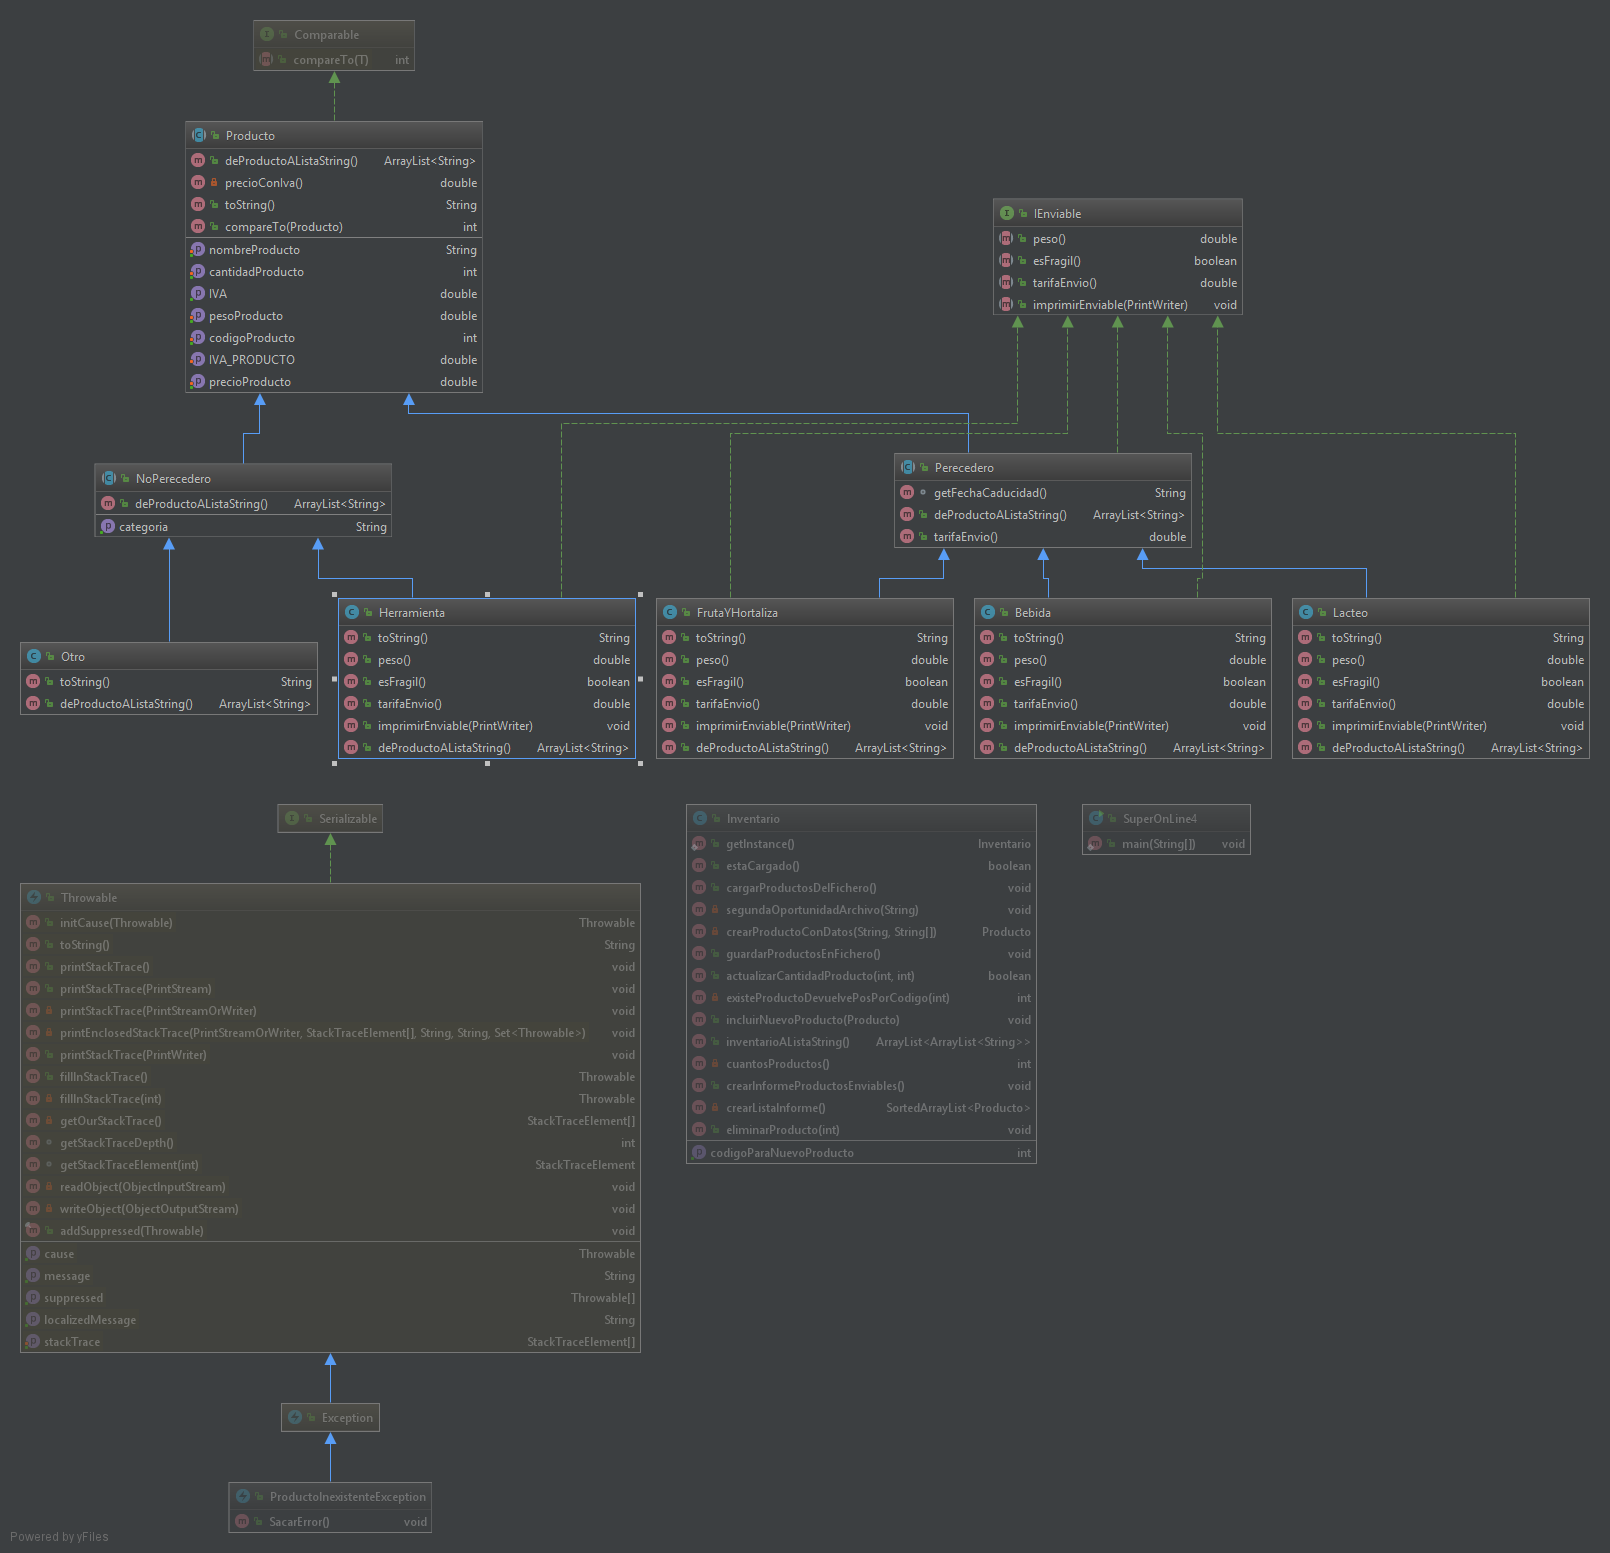 Comparable
compareTo(T) int
Producto
deProductoAListaString() ArrayList<String>
precioConIva() double
toString() String
compareTo(Producto) int
nombreProducto String
cantidadProducto int
IVA double
pesoProducto double
codigoProducto int
IVA_PRODUCTO double
precioProducto double
IEnviable
peso() double
esFragil() boolean
tarifaEnvio() double
imprimirEnviable(PrintWriter) void
NoPerecedero
deProductoAListaString() ArrayList<String>
categoria String
Perecedero
getFechaCaducidad() String
deProductoAListaString() ArrayList<String>
tarifaEnvio() double
Otro
toString() String
deProductoAListaString() ArrayList<String>
Herramienta
toString() String
peso() double
esFragil() boolean
tarifaEnvio() double
imprimirEnviable(PrintWriter) void
deProductoAListaString() ArrayList<String>
FrutaYHortaliza
toString() String
peso() double
esFragil() boolean
tarifaEnvio() double
imprimirEnviable(PrintWriter) void
deProductoAListaString() ArrayList<String>
Bebida
toString() String
peso() double
esFragil() boolean
tarifaEnvio() double
imprimirEnviable(PrintWriter) void
deProductoAListaString() ArrayList<String>
Lacteo
toString() String
peso() double
esFragil() boolean
tarifaEnvio() double
imprimirEnviable(PrintWriter) void
deProductoAListaString() ArrayList<String>
Serializable
Throwable
initCause(Throwable) Throwable
toString() String
printStackTrace() void
printStackTrace(PrintStream) void
printStackTrace(PrintStreamOrWriter) void
printEnclosedStackTrace(PrintStreamOrWriter, StackTraceElement[], String, String, Set<Throwable>) void
printStackTrace(PrintWriter) void
fillInStackTrace() Throwable
fillInStackTrace(int) Throwable
getOurStackTrace() StackTraceElement[]
getStackTraceDepth() int
getStackTraceElement(int) StackTraceElement
readObject(ObjectInputStream) void
writeObject(ObjectOutputStream) void
addSuppressed(Throwable) void
cause Throwable
message String
suppressed Throwable[]
localizedMessage String
stackTrace StackTraceElement[]
Exception
ProductoInexistenteException
SacarError() void
Inventario
getInstance() Inventario
estaCargado() boolean
cargarProductosDelFichero() void
segundaOportunidadArchivo(String) void
crearProductoConDatos(String, String[]) Producto
guardarProductosEnFichero() void
actualizarCantidadProducto(int, int) boolean
existeProductoDevuelvePosPorCodigo(int) int
incluirNuevoProducto(Producto) void
inventarioAListaString() ArrayList<ArrayList<String>>
cuantosProductos() int
crearInformeProductosEnviables() void
crearListaInforme() SortedArrayList<Producto>
eliminarProducto(int) void
codigoParaNuevoProducto int
SuperOnLine4
main(String[]) void
Powered by yFiles